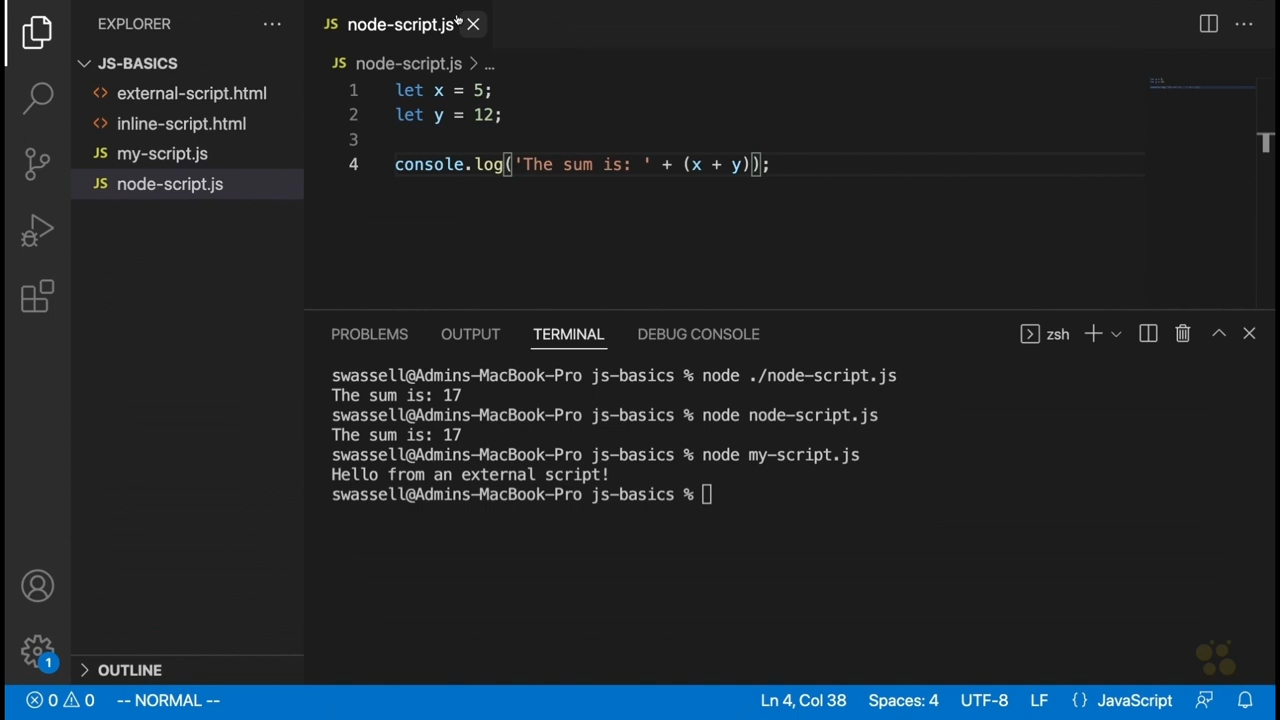 EXPLORER
JS-BASICS
external-script.html
inline-script.html
JS my-script.js
JS node-script.js
OUTLINE
1
JS node-script.js
JS node-script.js > ...
1 let x = 5;
2 let y = 12;
3
4 console.log('The sum is: ' + (x + y));
PROBLEMS OUTPUT TERMINAL DEBUG CONSOLE zsh
swassell@Admins-MacBook-Pro js-basics % node ./node-script.js
The sum is: 17
swassell@Admins-MacBook-Pro js-basics % node node-script.js
The sum is: 17
swassell@Admins-MacBook-Pro js-basics % node my-script.js
Hello from an external script!
swassell@Admins-MacBook-Pro js-basics %
0 0 -- NORMAL -- Ln 4, Col 38 Spaces: 4 UTF-8 LF {} JavaScript